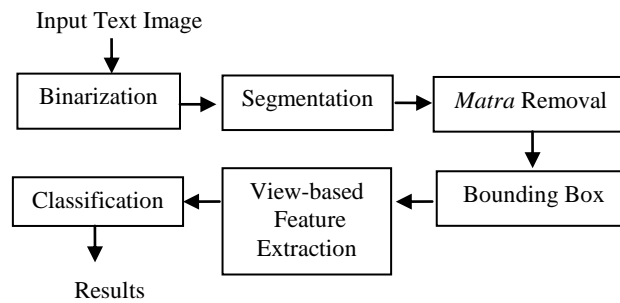 Input Text Image
Binarization
Segmentation
Matra Removal
Bounding Box
View-based
Feature
Extraction
Classification
Results